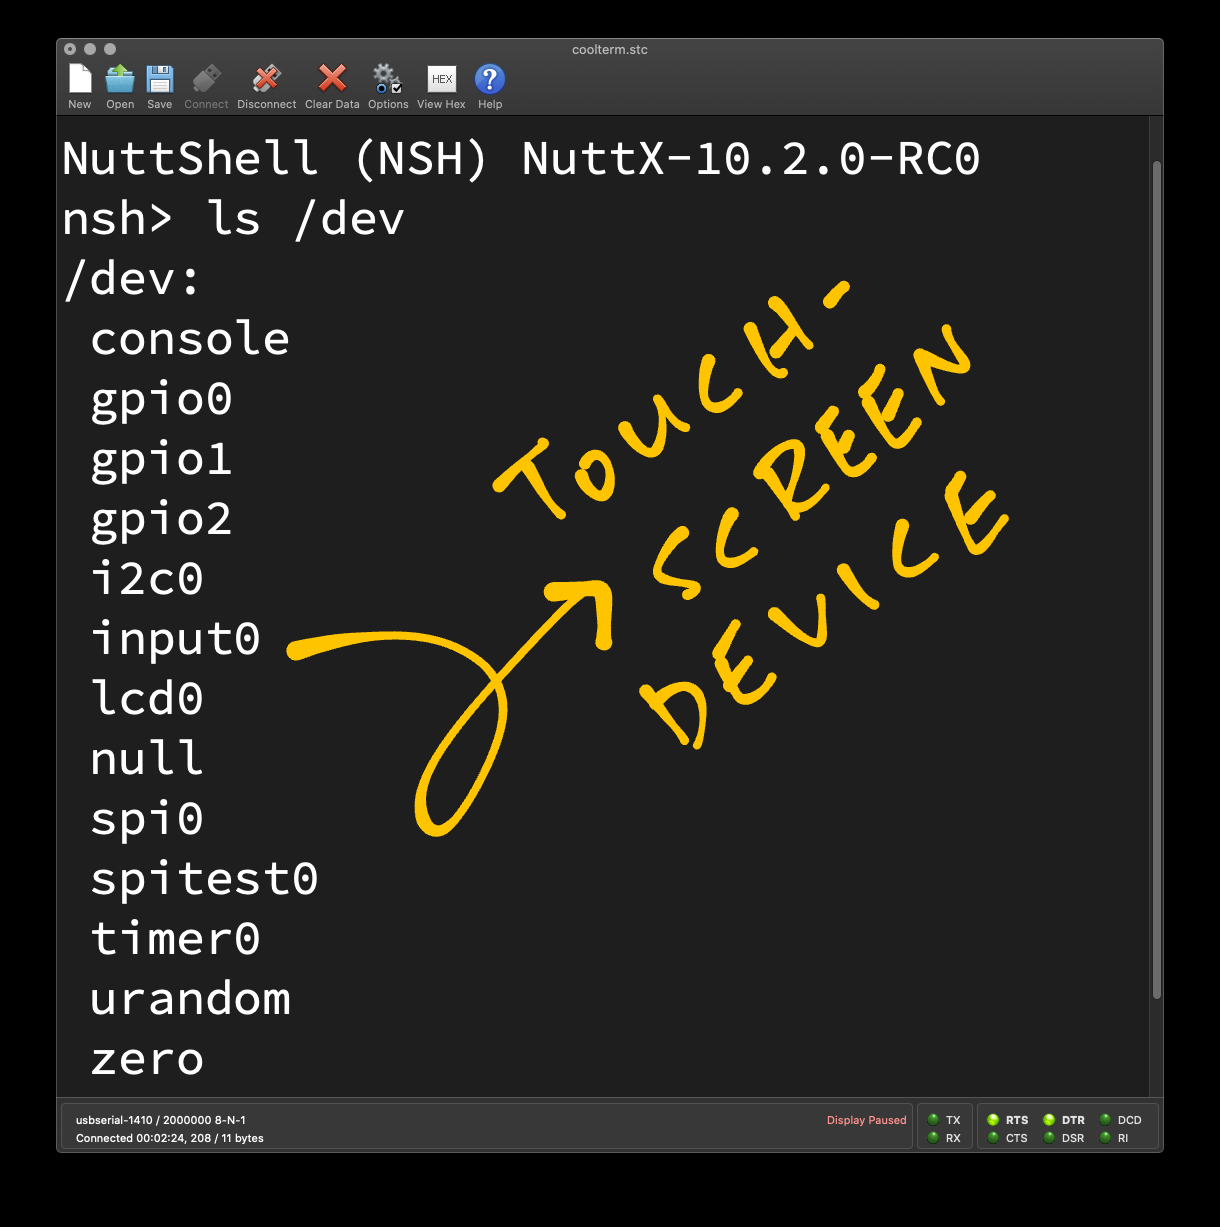 coolterm.stc
New Open Save Connect Disconnect Clear Data Options HEX View Hex ? Help
NuttShell (NSH) NuttX-10.2.0-RC0
nsh> ls /dev
/dev:
console
gpio0
gpio1
gpio2
i2c0
input0
lcd0
null
spi0
spitest0
timer0
urandom
zero
TOUCH-
SCREEN
DEVICE
usbserial-1410 / 2000000 8-N-1
Connected 00:02:24, 208 / 11 bytes
Display Paused
TX RTS DTR DCD
RX CTS DSR RI